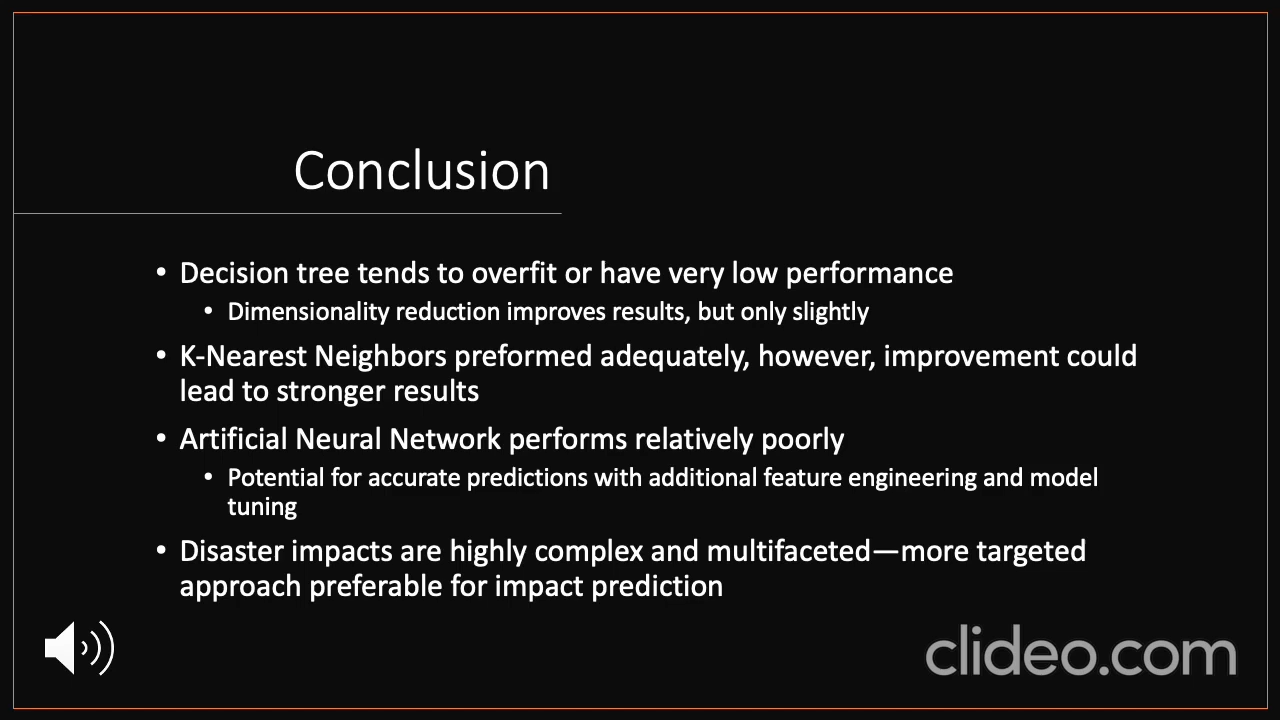 Conclusion
• Decision tree tends to overfit or have very low performance
• Dimensionality reduction improves results, but only slightly
• K-Nearest Neighbors preformed adequately, however, improvement could
lead to stronger results
• Artificial Neural Network performs relatively poorly
• Potential for accurate predictions with additional feature engineering and model
tuning
• Disaster impacts are highly complex and multifaceted—more targeted
approach preferable for impact prediction
clideo.com